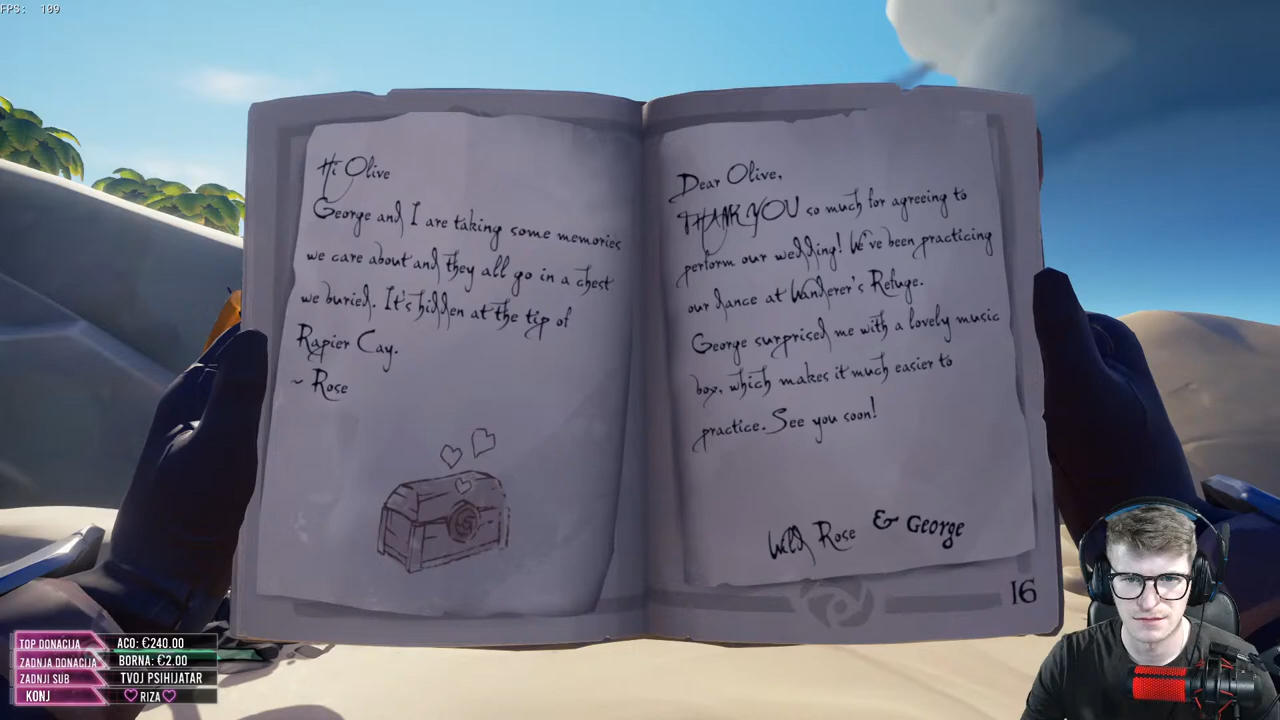 FPS: 109
Hi Olive
George and I are taking some memories
we care about and they all go in a chest
we buried. It's hidden at the tip of
Rapier Cay.
~ Rose
Dear Olive,
THANK YOU so much for agreeing to
perform our wedding! We've been practicing
our dance at Wanderer's Refuge.
George surprised me with a lovely music
box, which makes it much easier to
practice. See you soon!
Wild Rose & George
16
TOP DONACIJA ACO: €240.00
ZADNJA DONACIJA BORNA: €2.00
ZADNJI SUB TVOJ PSIHIJATAR
KONJ RIZA